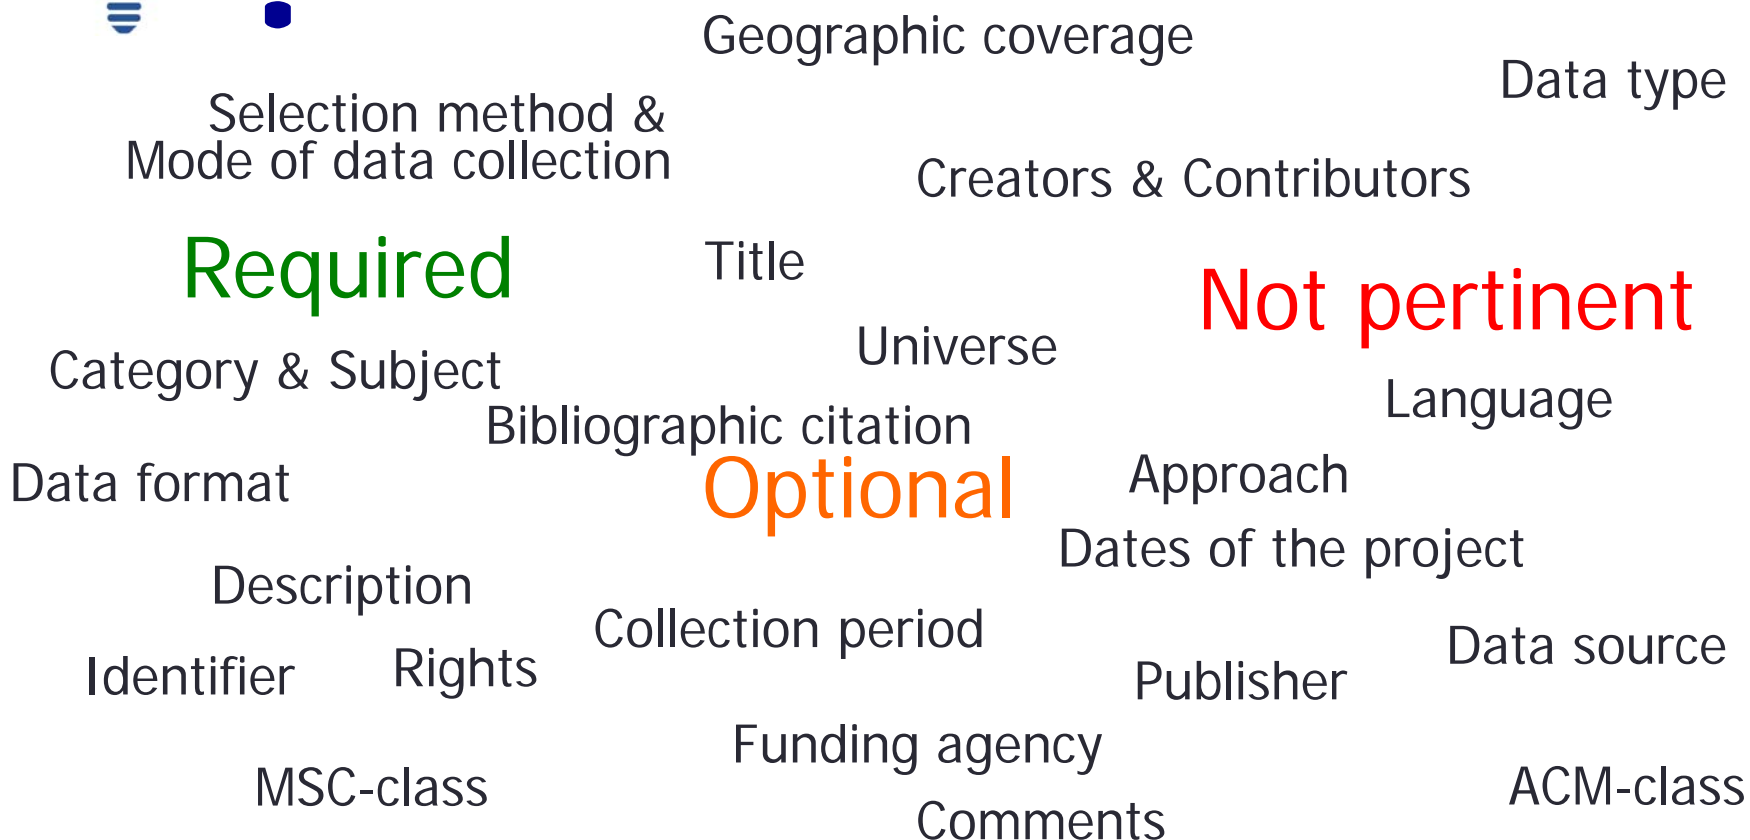 Geographic coverage
Data type
Selection method &
Mode of data collection
Creators & Contributors
Required
Title
Not pertinent
Universe
Category & Subject
Language
Bibliographic citation
Data format
Optional
Approach
Dates of the project
Description
Collection period
Data source
Identifier
Rights
Publisher
Funding agency
MSC-class
ACM-class
Comments